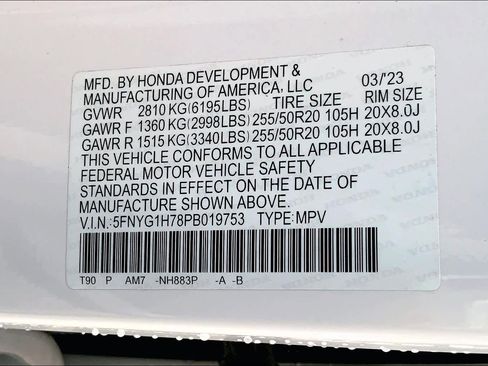 MFD. BY HONDA DEVELOPMENT &
MANUFACTURING OF AMERICA, LLC 03/'23
GVWR 2810 KG(6195LBS) TIRE SIZE RIM SIZE
GAWR F 1360 KG(2998LBS) 255/50R20 105H 20X8.0J
GAWR R 1515 KG(3340LBS) 255/50R20 105H 20X8.0J
THIS VEHICLE CONFORMS TO ALL APPLICABLE
FEDERAL MOTOR VEHICLE SAFETY
STANDARDS IN EFFECT ON THE DATE OF
MANUFACTURE SHOWN ABOVE.
V.I.N.: 5FNYG1H78PB019753 TYPE: MPV
T90 P AM7 -NH883P -A -B